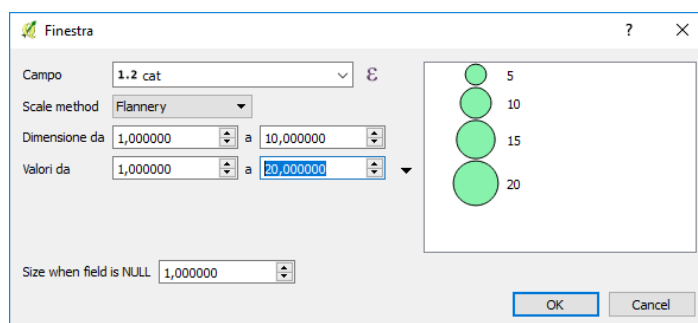 Finestra ?
Campo 1.2 cat ε
Scale method Flannery
Dimensione da 1,000000 a 10,000000
Valori da 1,000000 a 20,000000
Size when field is NULL 1,000000
5
10
15
20
OK Cancel